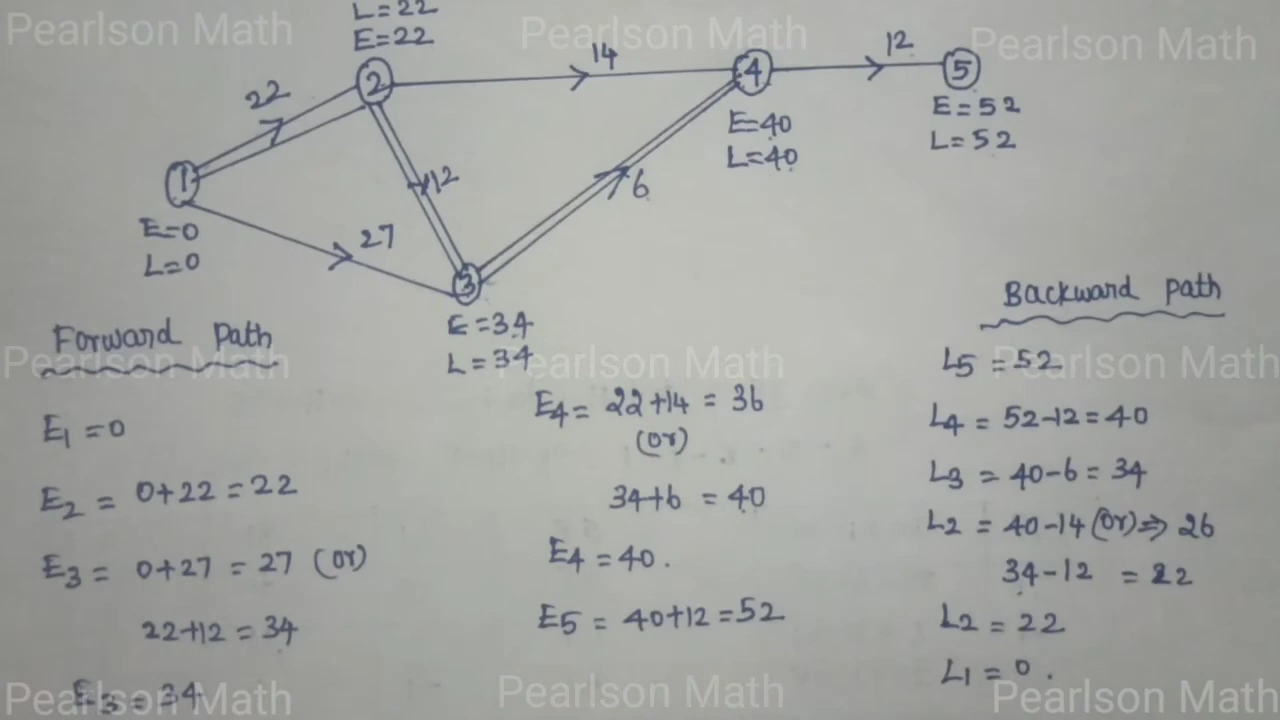 L=22
E=22
22
14
12
1
2
4
5
E=0
L=0
27
12
6
3
E=34
L=34
E=40
L=40
E=52
L=52
Forward Path
E1 =0
E2 = 0+22 =22
E3 = 0+27 = 27 (or)
22+12 = 34
E3 = 34
E4 = 22+14 = 36
(or)
34+6 = 40
E4 = 40.
E5 = 40+12 =52
Backward path
L5 = 52
L4 = 52-12=40
L3 = 40-6 = 34
L2 = 40-14 (or) ⇒ 26
34-12 = 22
L2 = 22
L1 = 0.
Pearlson Math
Pearlson Math
Pearlson Math
Pearlson Math
Pearlson Math
Pearlson Math
Pearlson Math
Pearlson Math
Pearlson Math